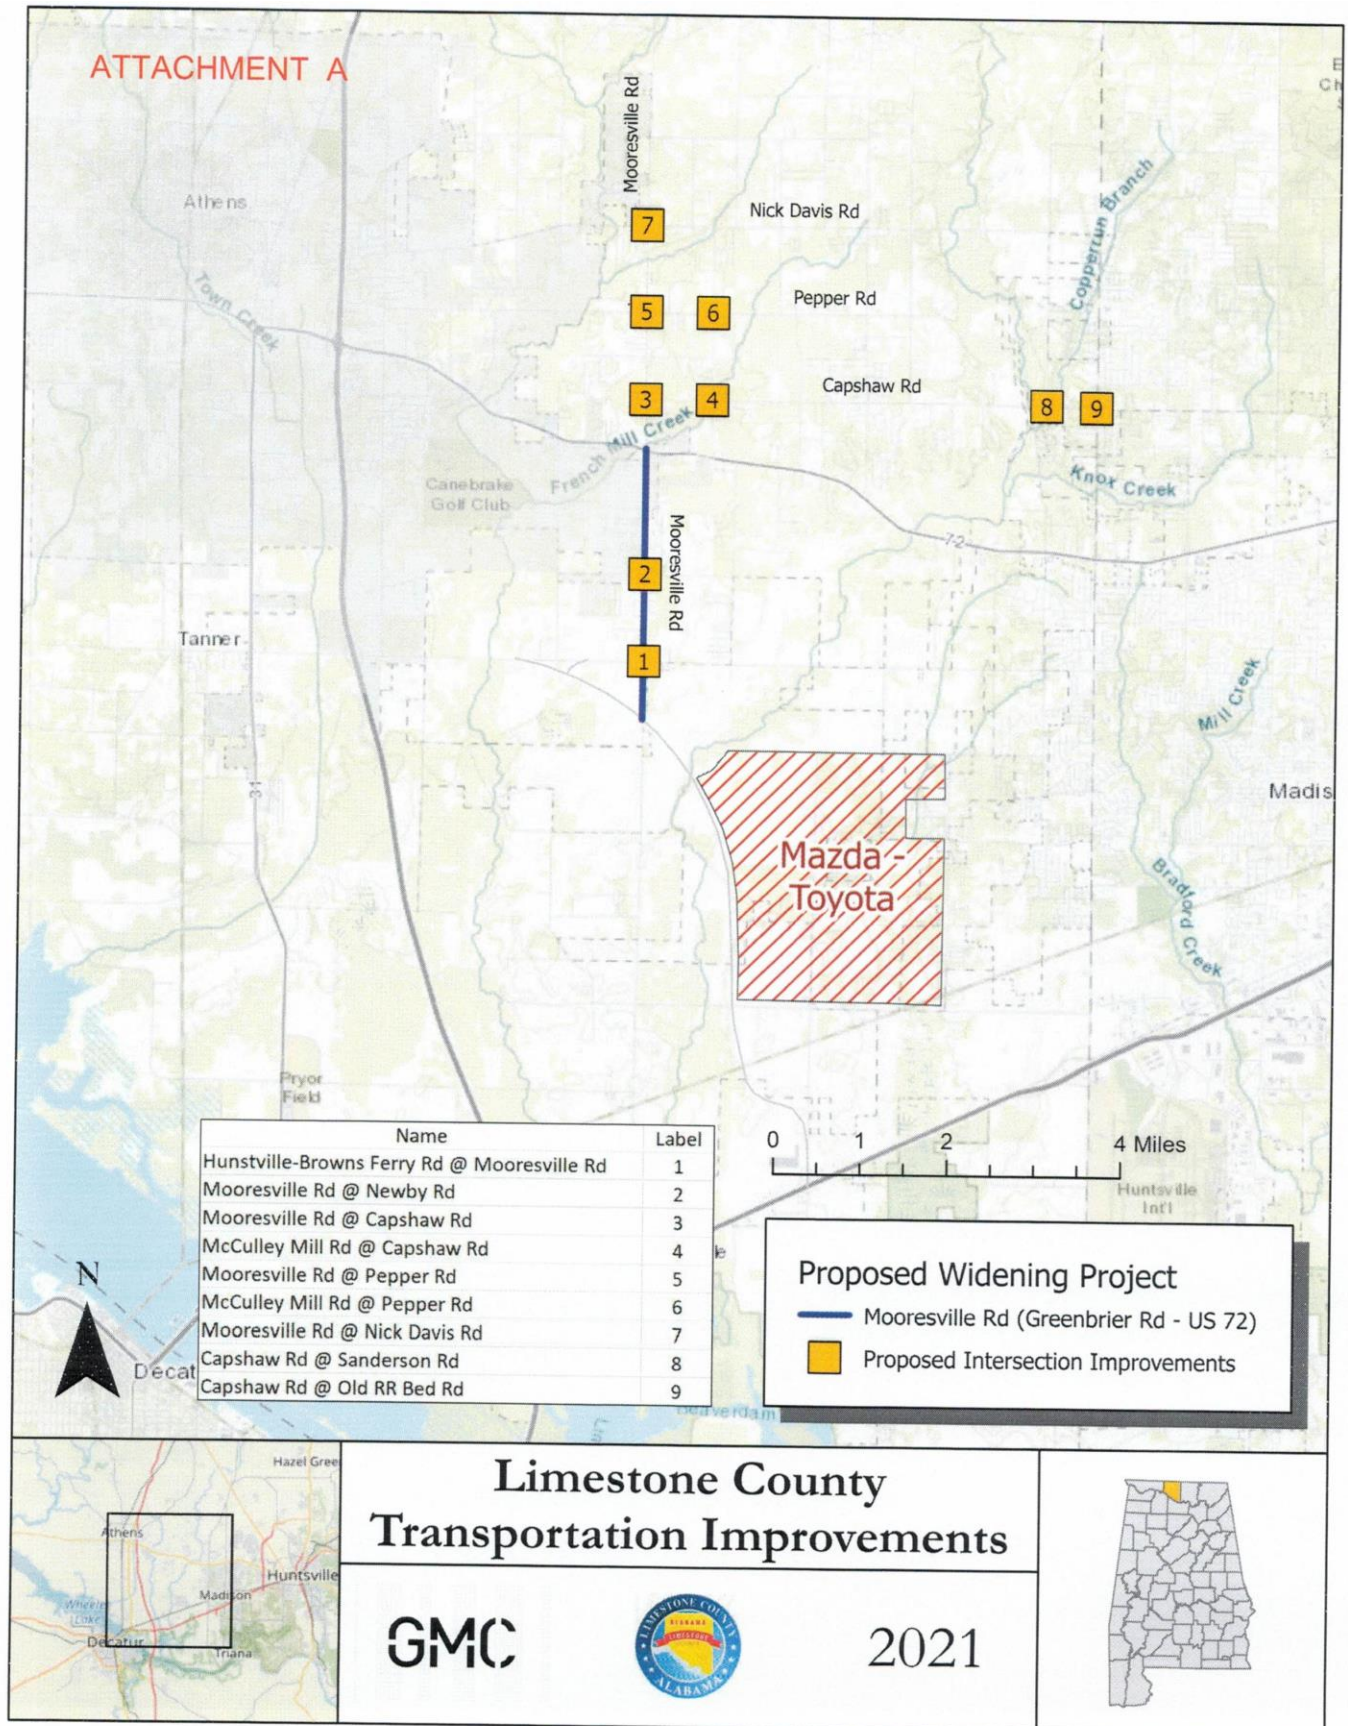 ATTACHMENT A
Mooresville Rd
Athens
Nick Davis Rd
7
Copperrun Branch
Town Creek
Pepper Rd
5
6
Capshaw Rd
3
4
8
9
French Mill Creek
Canebrake
Golf Club
Knox Creek
72
Mooresville Rd
2
Tanner
1
Mill Creek
31
Madis
Mazda -
Toyota
Bradford Creek
Pryor
Field
Name Label
Hunstville-Browns Ferry Rd @ Mooresville Rd 1
Mooresville Rd @ Newby Rd 2
Mooresville Rd @ Capshaw Rd 3
McCulley Mill Rd @ Capshaw Rd 4
Mooresville Rd @ Pepper Rd 5
McCulley Mill Rd @ Pepper Rd 6
Mooresville Rd @ Nick Davis Rd 7
Capshaw Rd @ Sanderson Rd 8
Capshaw Rd @ Old RR Bed Rd 9
0 1 2 4 Miles
Huntsville
Int'l
le
N
Decat
Proposed Widening Project
Mooresville Rd (Greenbrier Rd - US 72)
Proposed Intersection Improvements
Beaverdam
Hazel Gree
Athens
Huntsville
Madison
Wheeler
Lake
Decatur
Triana
Limestone County
Transportation Improvements
GMC
LIMESTONE COUNTY
ALABAMA
LIMESTONE
ALABAMA
2021